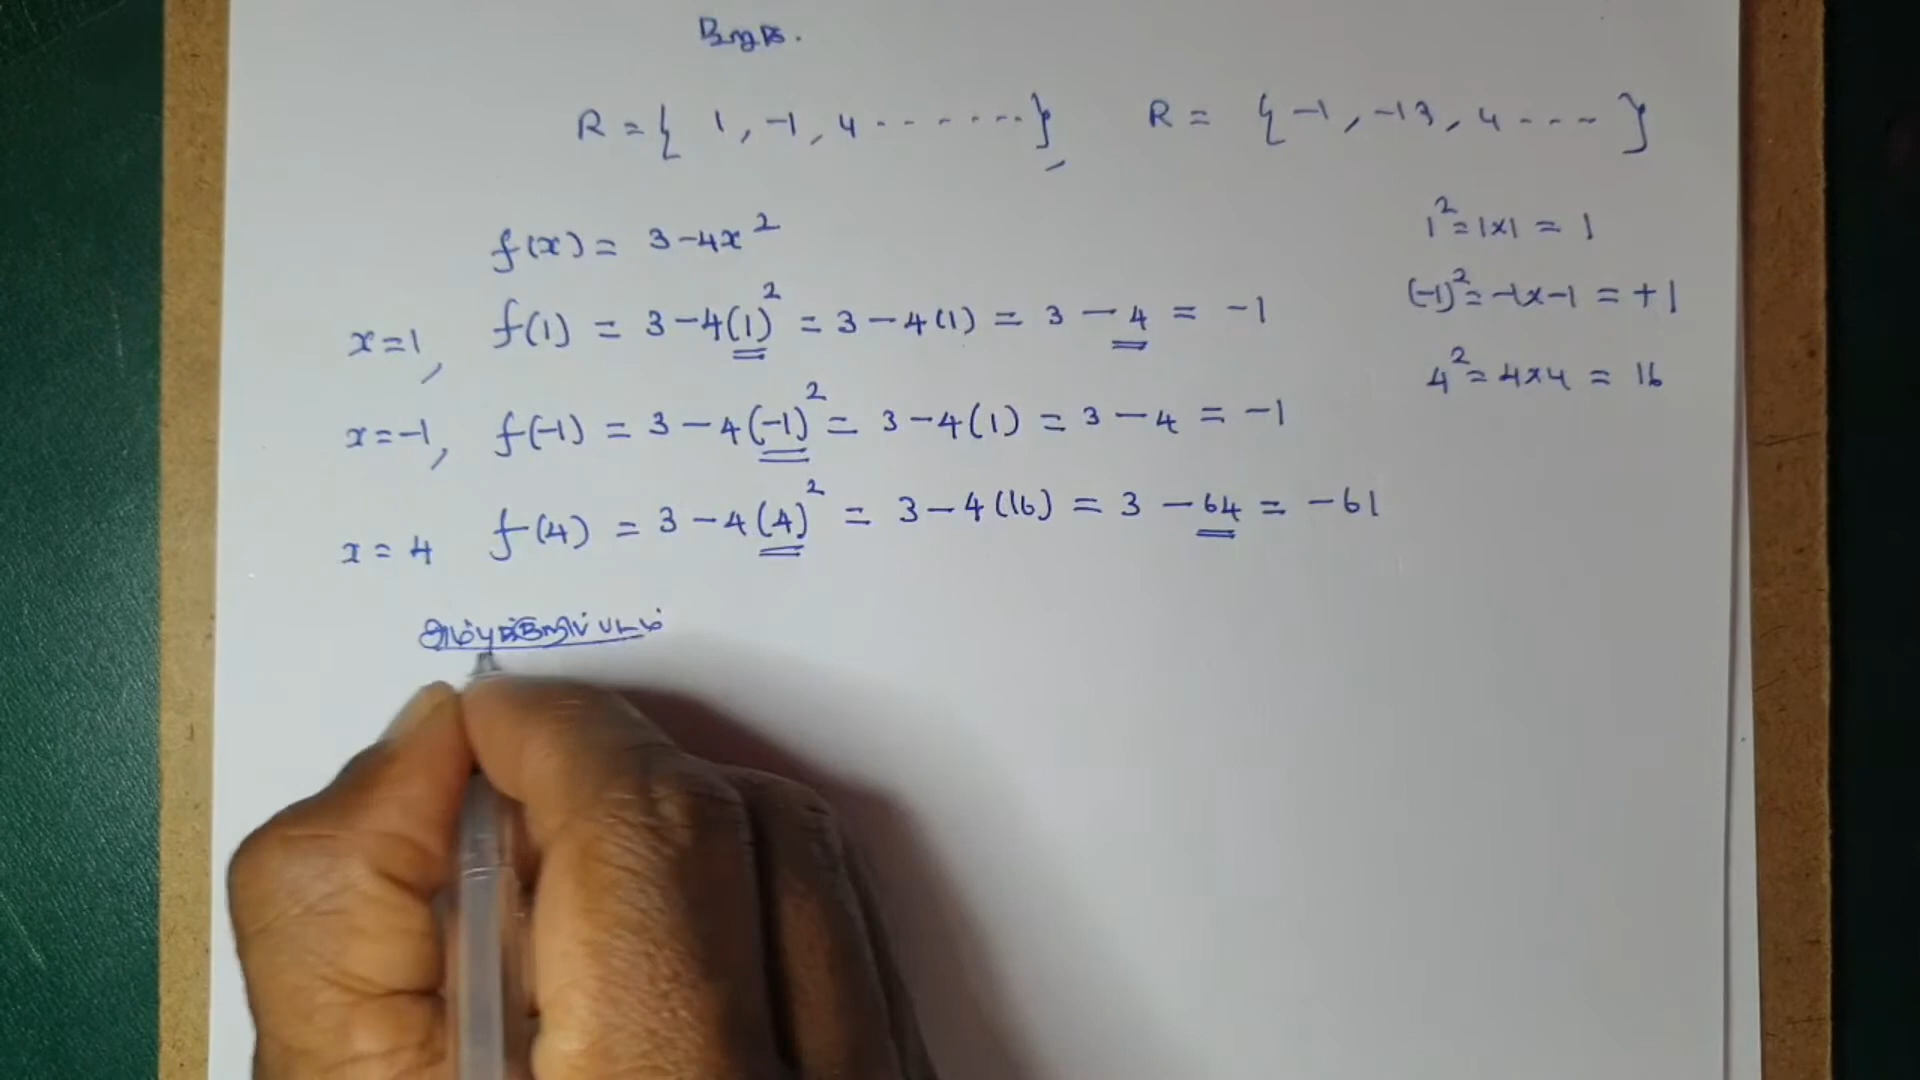 R = { 1, -1, 4 ....... }, R = { -1, -13, 4 .... }
f(x) = 3-4x²
x=1, f(1) = 3-4(1)² = 3-4(1) = 3-4 = -1
x=-1, f(-1) = 3-4(-1)² = 3-4(1) = 3-4 = -1
x=4 f(4) = 3-4(4)² = 3-4(16) = 3-64 = -61
1² = 1x1 = 1
(-1)² = -1x-1 = +1
4² = 4x4 = 16
அம்புக்குறிப் படம்